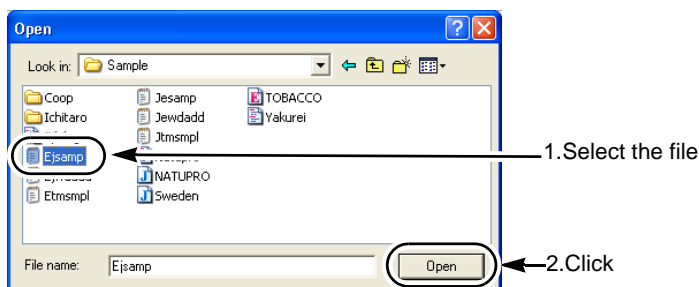 Open
Look in: Sample
Coop Jesamp TOBACCO
Ichitaro Jewdadd Yakurei
Jtmsmpl
Ejsamp
NATUPRO
Etmsmpl Sweden
1.Select the file
File name: Ejsamp Open
2.Click